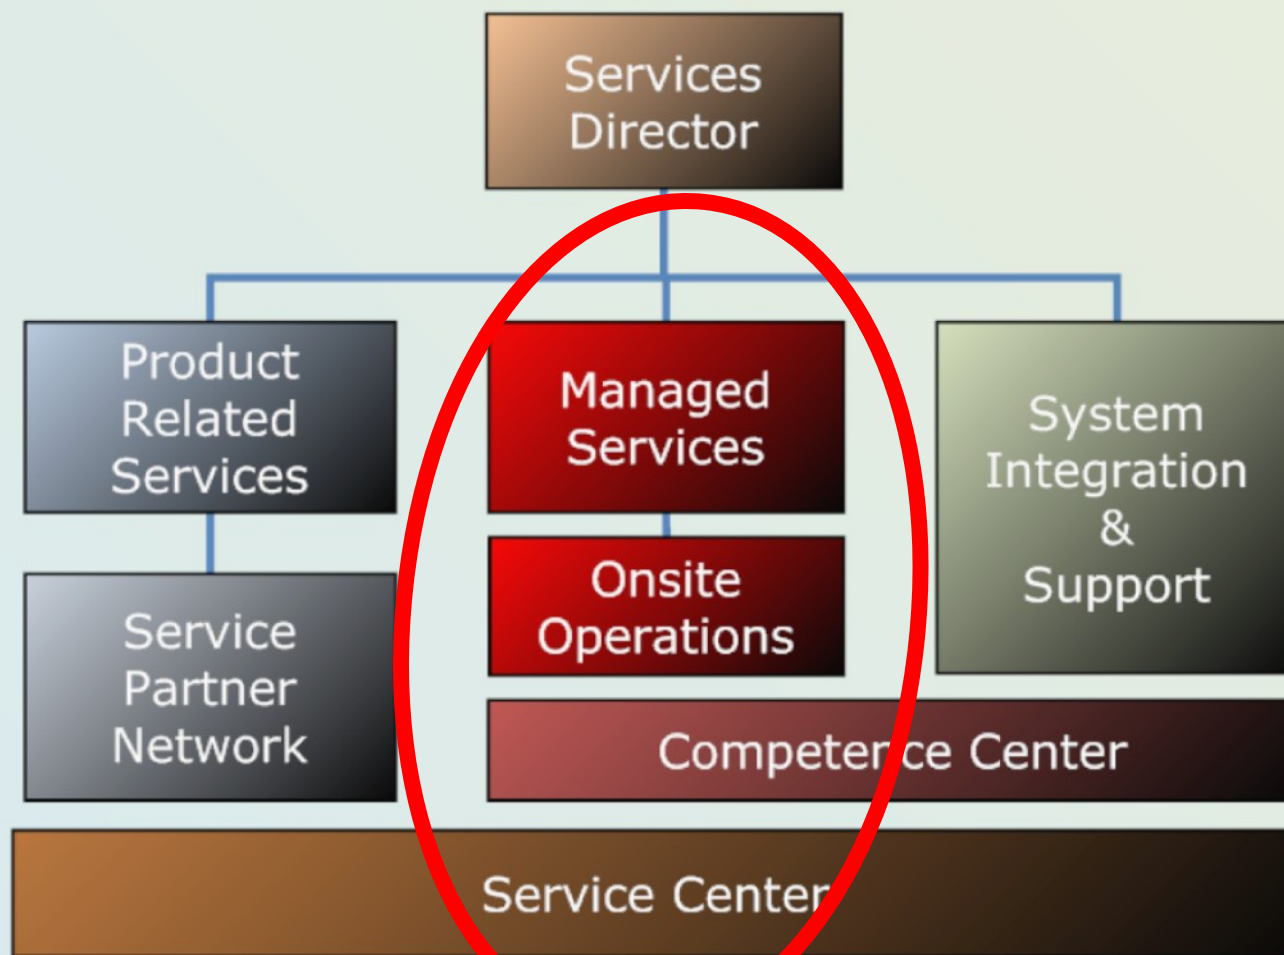 Services
Director
Product
Related
Services
Managed
Services
System
Integration
&
Support
Service
Partner
Network
Onsite
Operations
Competence Center
Service Center